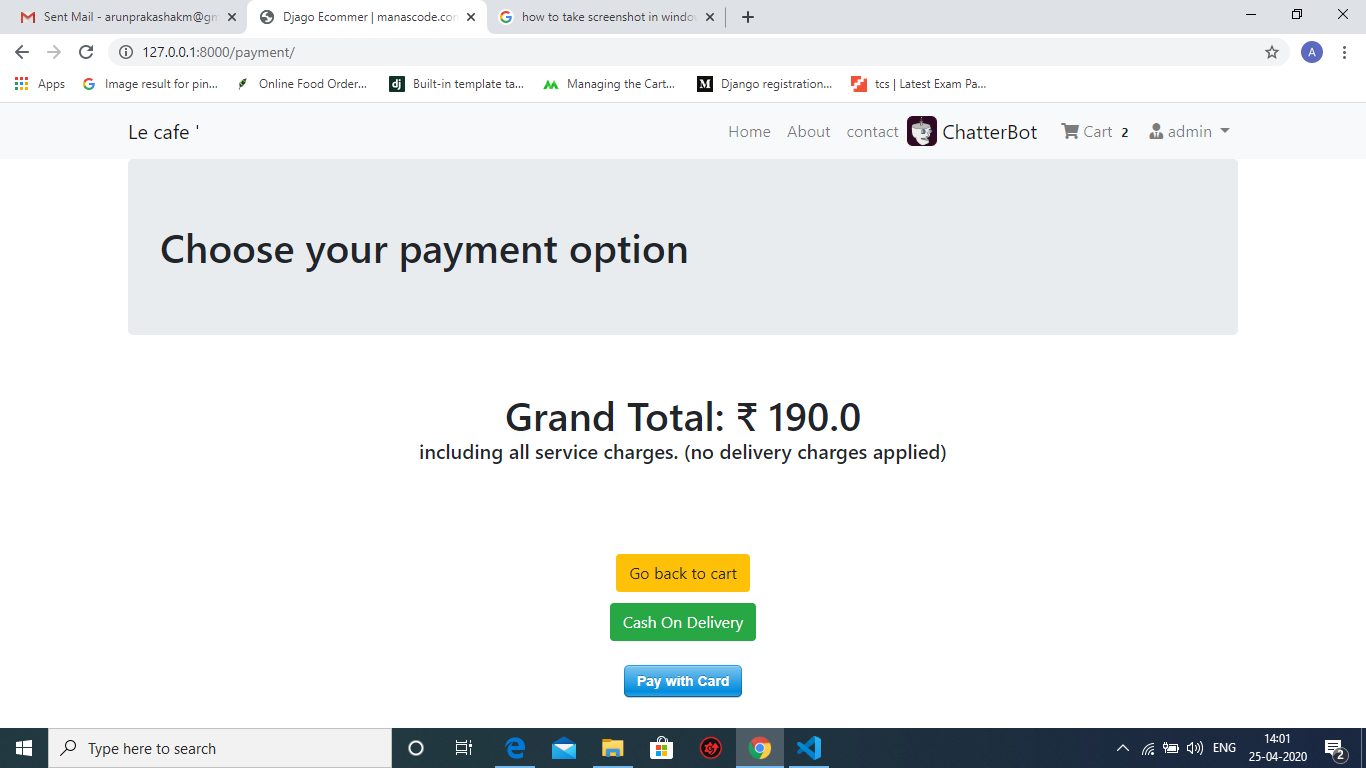 Sent Mail - arunprakashakm@gm
Djago Ecommer | manascode.com
how to take screenshot in window
127.0.0.1:8000/payment/
A
Apps
Image result for pin...
Online Food Order...
dj Built-in template ta...
Managing the Cart...
M Django registration...
tcs | Latest Exam Pa...
Le cafe '
Home About contact ChatterBot Cart 2 admin
Choose your payment option
Grand Total: ₹ 190.0
including all service charges. (no delivery charges applied)
Go back to cart
Cash On Delivery
Pay with Card
Type here to search
ENG
14:01
25-04-2020
2